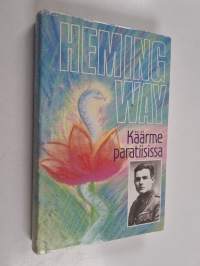 HEMING
WAY
Käärme
paratiisissa